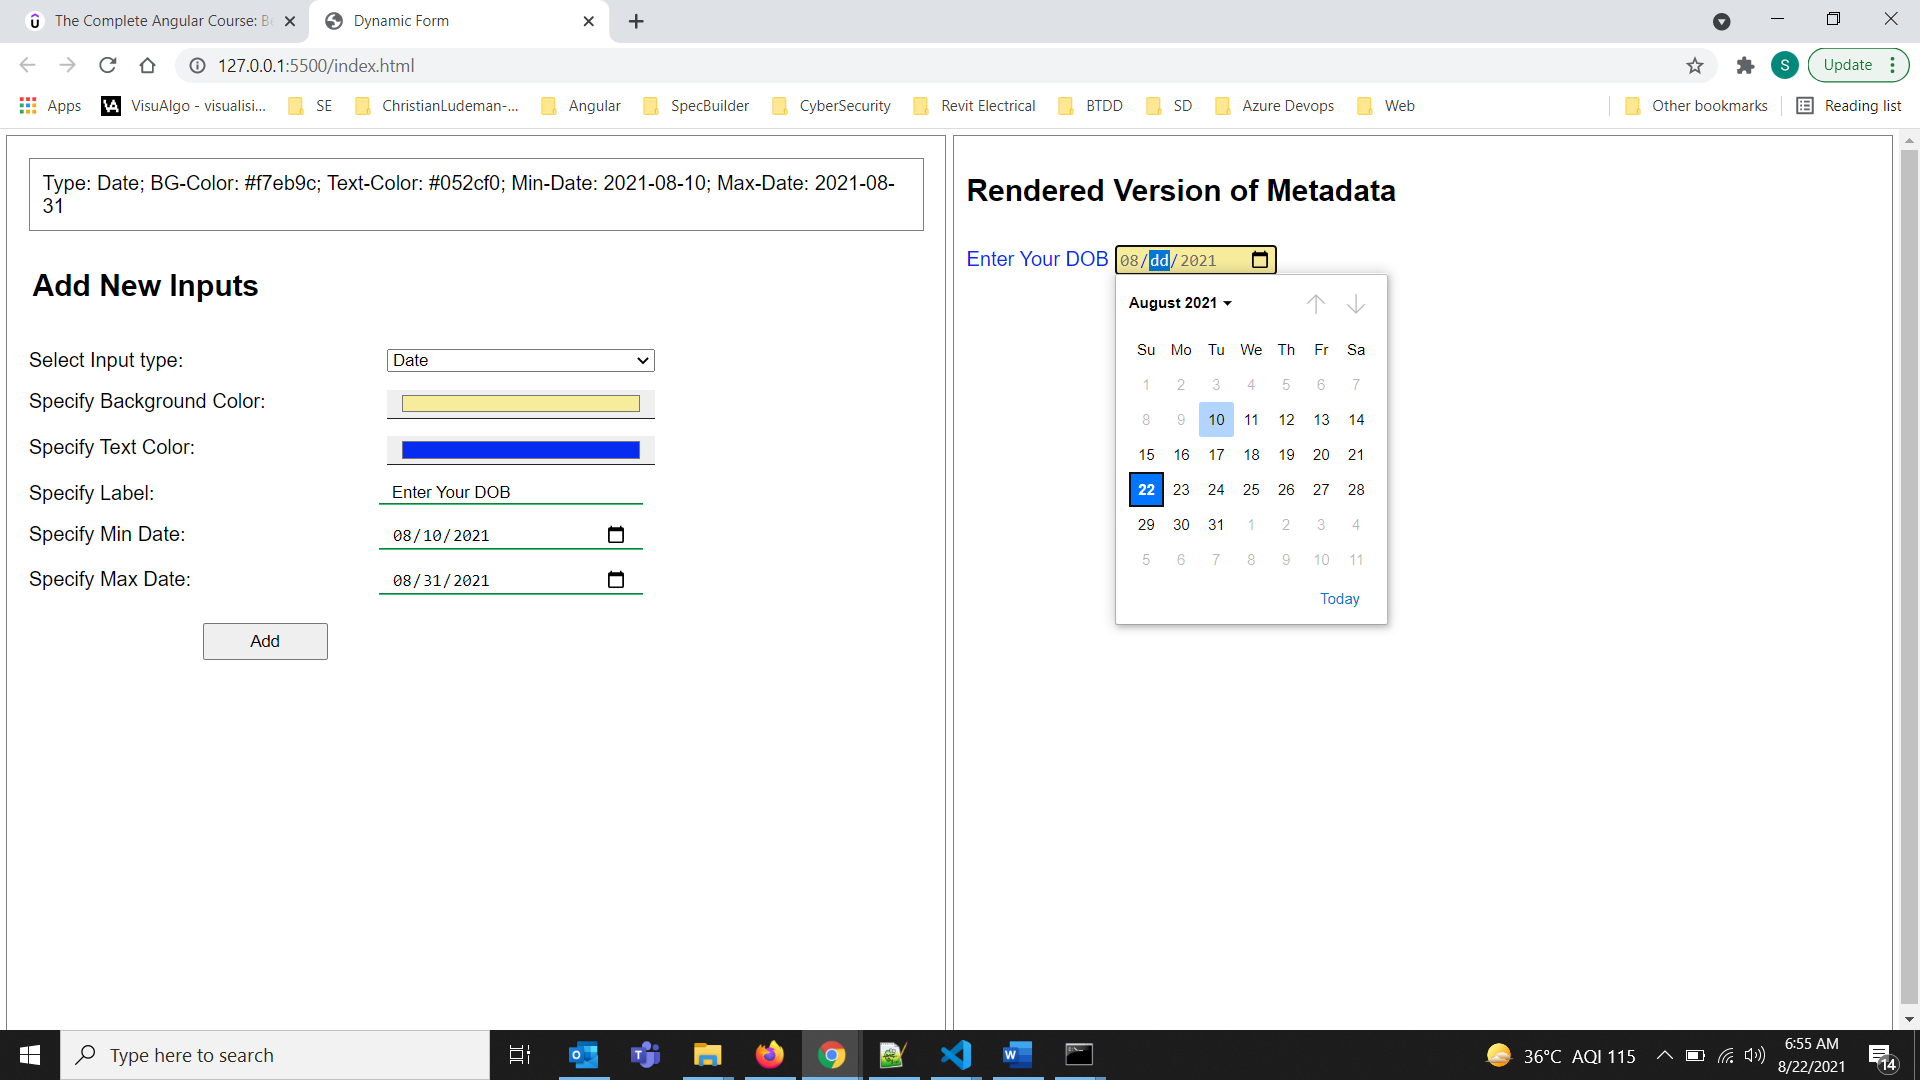 The Complete Angular Course: Be
Dynamic Form
127.0.0.1:5500/index.html
S
Update
Apps
VisuAlgo - visualisi...
SE
ChristianLudeman-...
Angular
SpecBuilder
CyberSecurity
Revit Electrical
BTDD
SD
Azure Devops
Web
Other bookmarks
Reading list
Type: Date; BG-Color: #f7eb9c; Text-Color: #052cf0; Min-Date: 2021-08-10; Max-Date: 2021-08-
31
Add New Inputs
Select Input type:
Date
Specify Background Color:
Specify Text Color:
Specify Label:
Enter Your DOB
Specify Min Date:
08/10/2021
Specify Max Date:
08/31/2021
Add
Rendered Version of Metadata
Enter Your DOB
08/dd/2021
August 2021
Su Mo Tu We Th Fr Sa
1 2 3 4 5 6 7
8 9 10 11 12 13 14
15 16 17 18 19 20 21
22 23 24 25 26 27 28
29 30 31 1 2 3 4
5 6 7 8 9 10 11
Today
Type here to search
36°C AQI 115
6:55 AM
8/22/2021
14